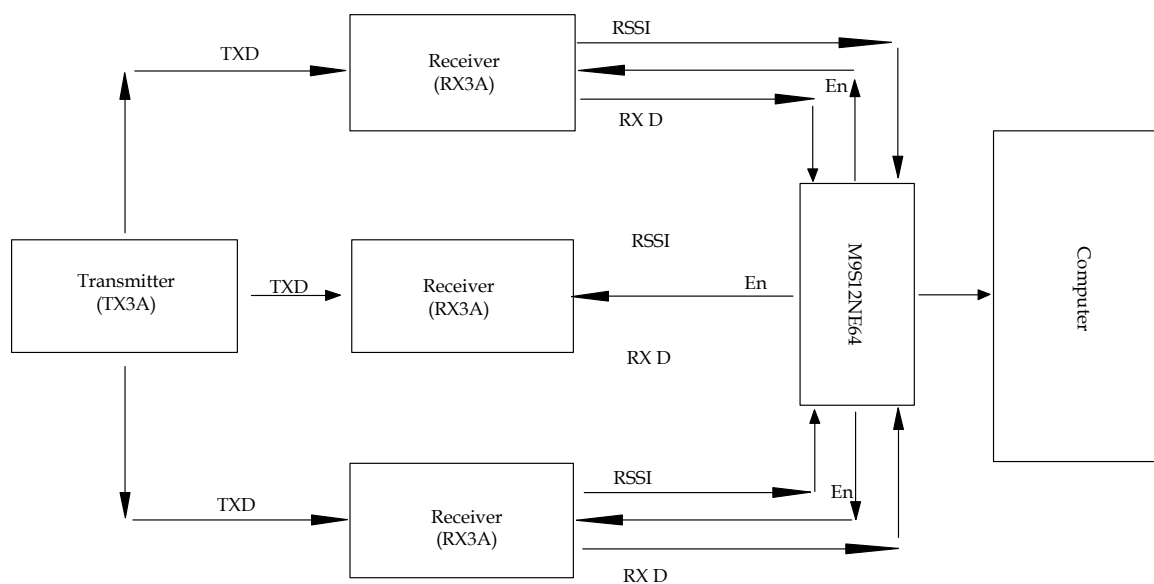 RSSI
TXD
Receiver
(RX3A)
En
RX D
RSSI
Transmitter
(TX3A)
TXD
Receiver
(RX3A)
En
M9S12NE64
Computer
RX D
RSSI
TXD
Receiver
(RX3A)
En
RX D